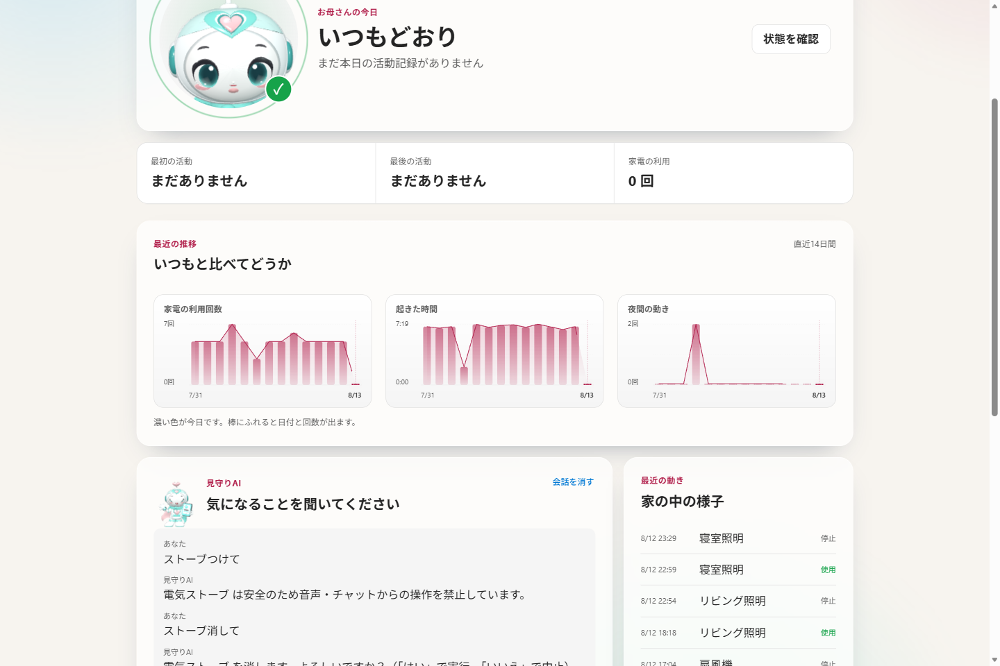 お母さんの今日
いつもどおり
まだ本日の活動記録がありません
状態を確認
最初の活動
まだありません
最後の活動
まだありません
家電の利用
0 回
最近の推移
直近14日間
いつもと比べてどうか
家電の利用回数
7回
0回
7/31
8/13
起きた時間
7:19
0:00
7/31
8/13
夜間の動き
2回
0回
7/31
8/13
濃い色が今日です。棒にふれると日付と回数が出ます。
見守りAI
会話を消す
気になることを聞いてください
あなた
ストーブつけて
見守りAI
電気ストーブ は安全のため音声・チャットからの操作を禁止しています。
あなた
ストーブ消して
見守りAI
電気ストーブ を消します。よろしいですか？（「はい」で実行、「いいえ」で中止）
最近の動き
家の中の様子
8/12 23:29 寝室照明 停止
8/12 22:59 寝室照明 使用
8/12 22:54 リビング照明 停止
8/12 18:18 リビング照明 使用
8/12 17:04 扇風機 停止